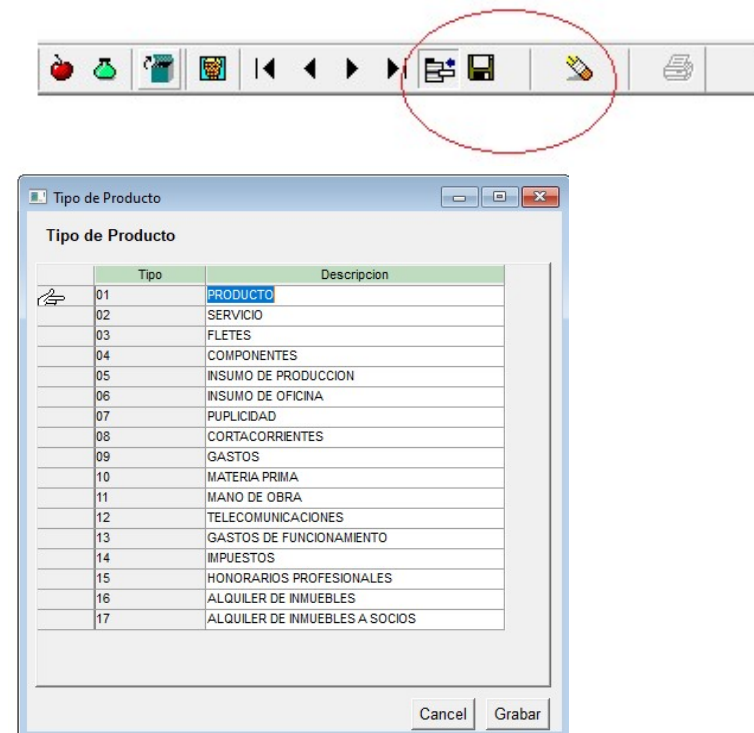 Tipo de Producto
Tipo de Producto
Tipo Descripcion
01 PRODUCTO
02 SERVICIO
03 FLETES
04 COMPONENTES
05 INSUMO DE PRODUCCION
06 INSUMO DE OFICINA
07 PUPLICIDAD
08 CORTACORRIENTES
09 GASTOS
10 MATERIA PRIMA
11 MANO DE OBRA
12 TELECOMUNICACIONES
13 GASTOS DE FUNCIONAMIENTO
14 IMPUESTOS
15 HONORARIOS PROFESIONALES
16 ALQUILER DE INMUEBLES
17 ALQUILER DE INMUEBLES A SOCIOS
Cancel Grabar